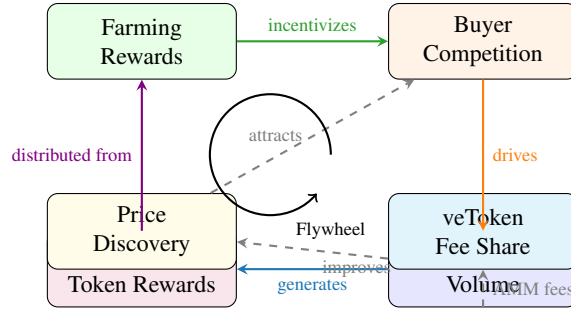 Farming
Rewards
incentivizes
Buyer
Competition
attracts
distributed from
drives
Price
Discovery
Flywheel
veToken
Fee Share
improves
Token Rewards
generates
Volume
AMM fees